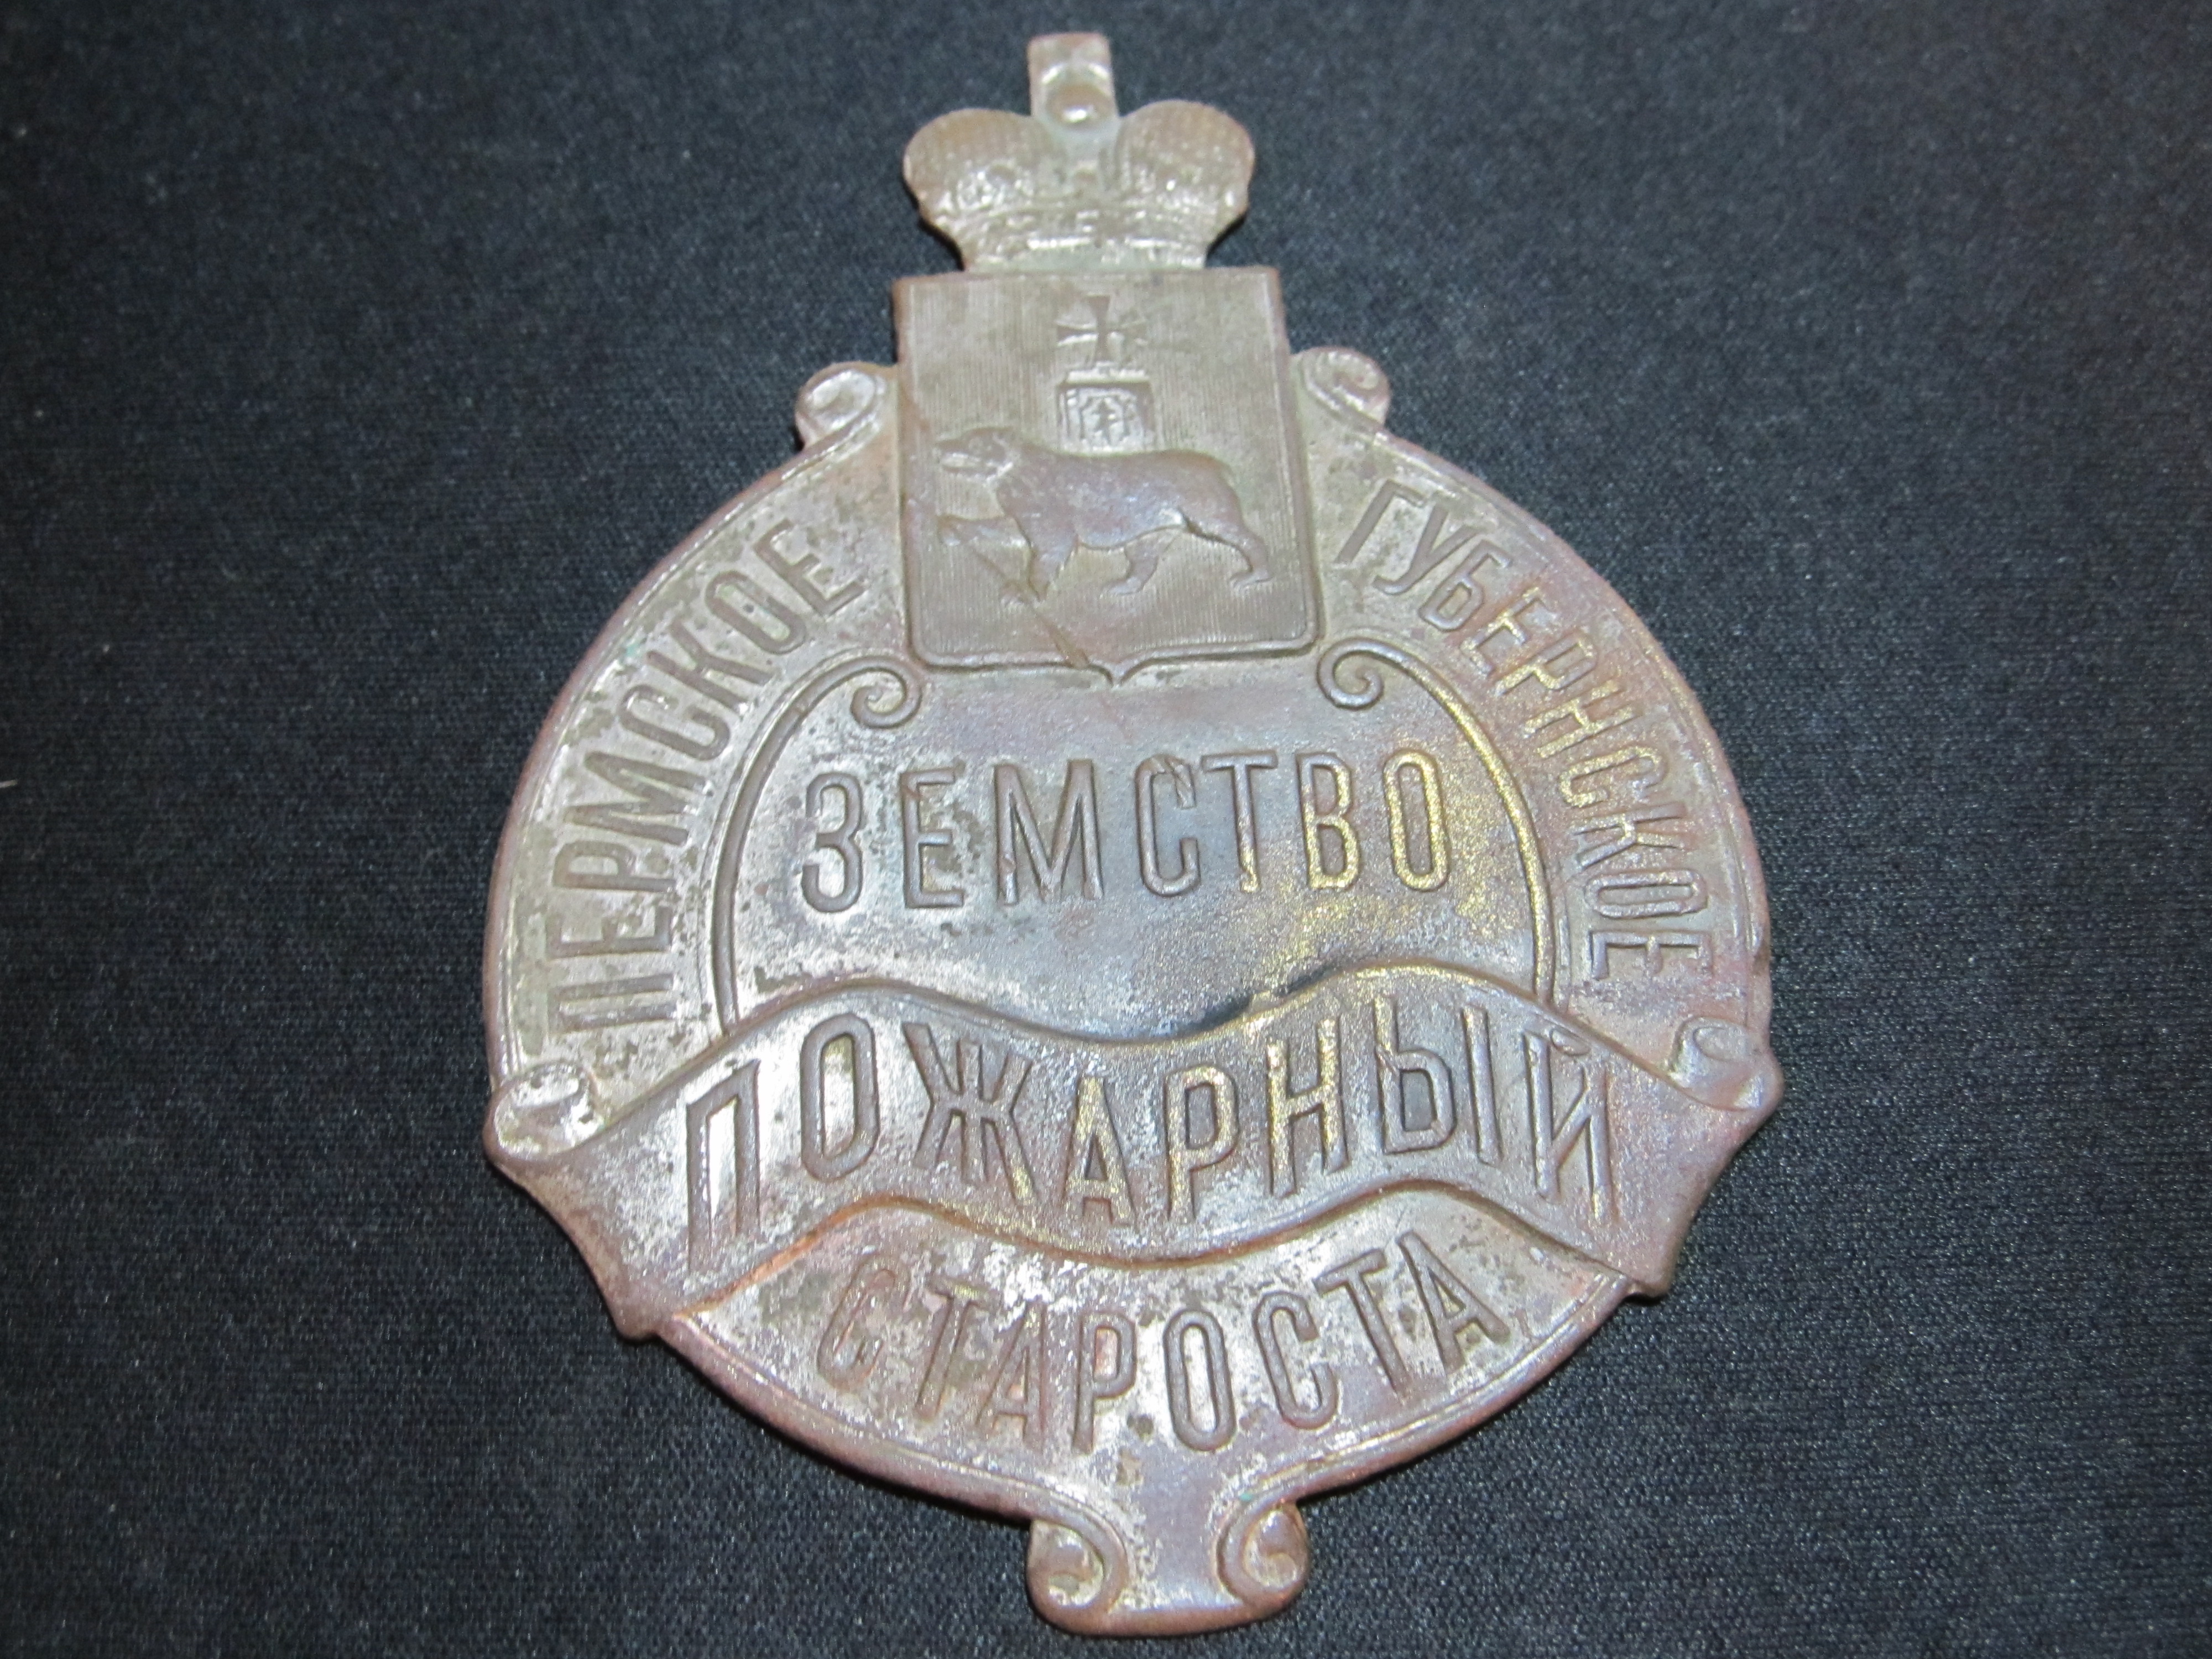 ПЕРМСКОЕ ГУБЕРНСКОЕ
ЗЕМСТВО
ПОЖАРНЫЙ
СТАРОСТА